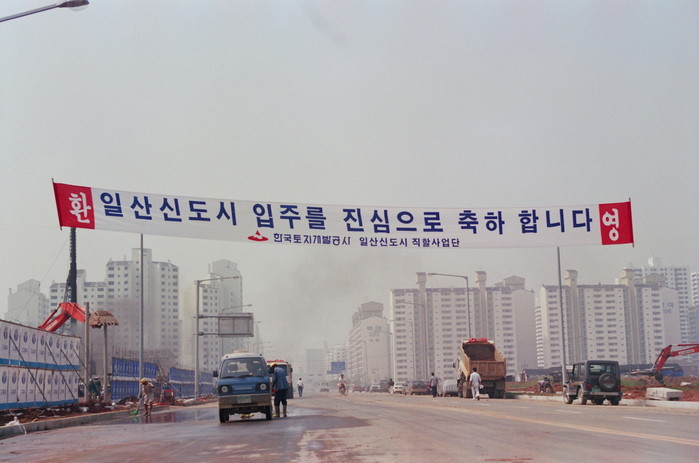 환 일산신도시 입주를 진심으로 축하 합니다 영
한국토지개발공사 일산신도시 직할사업단